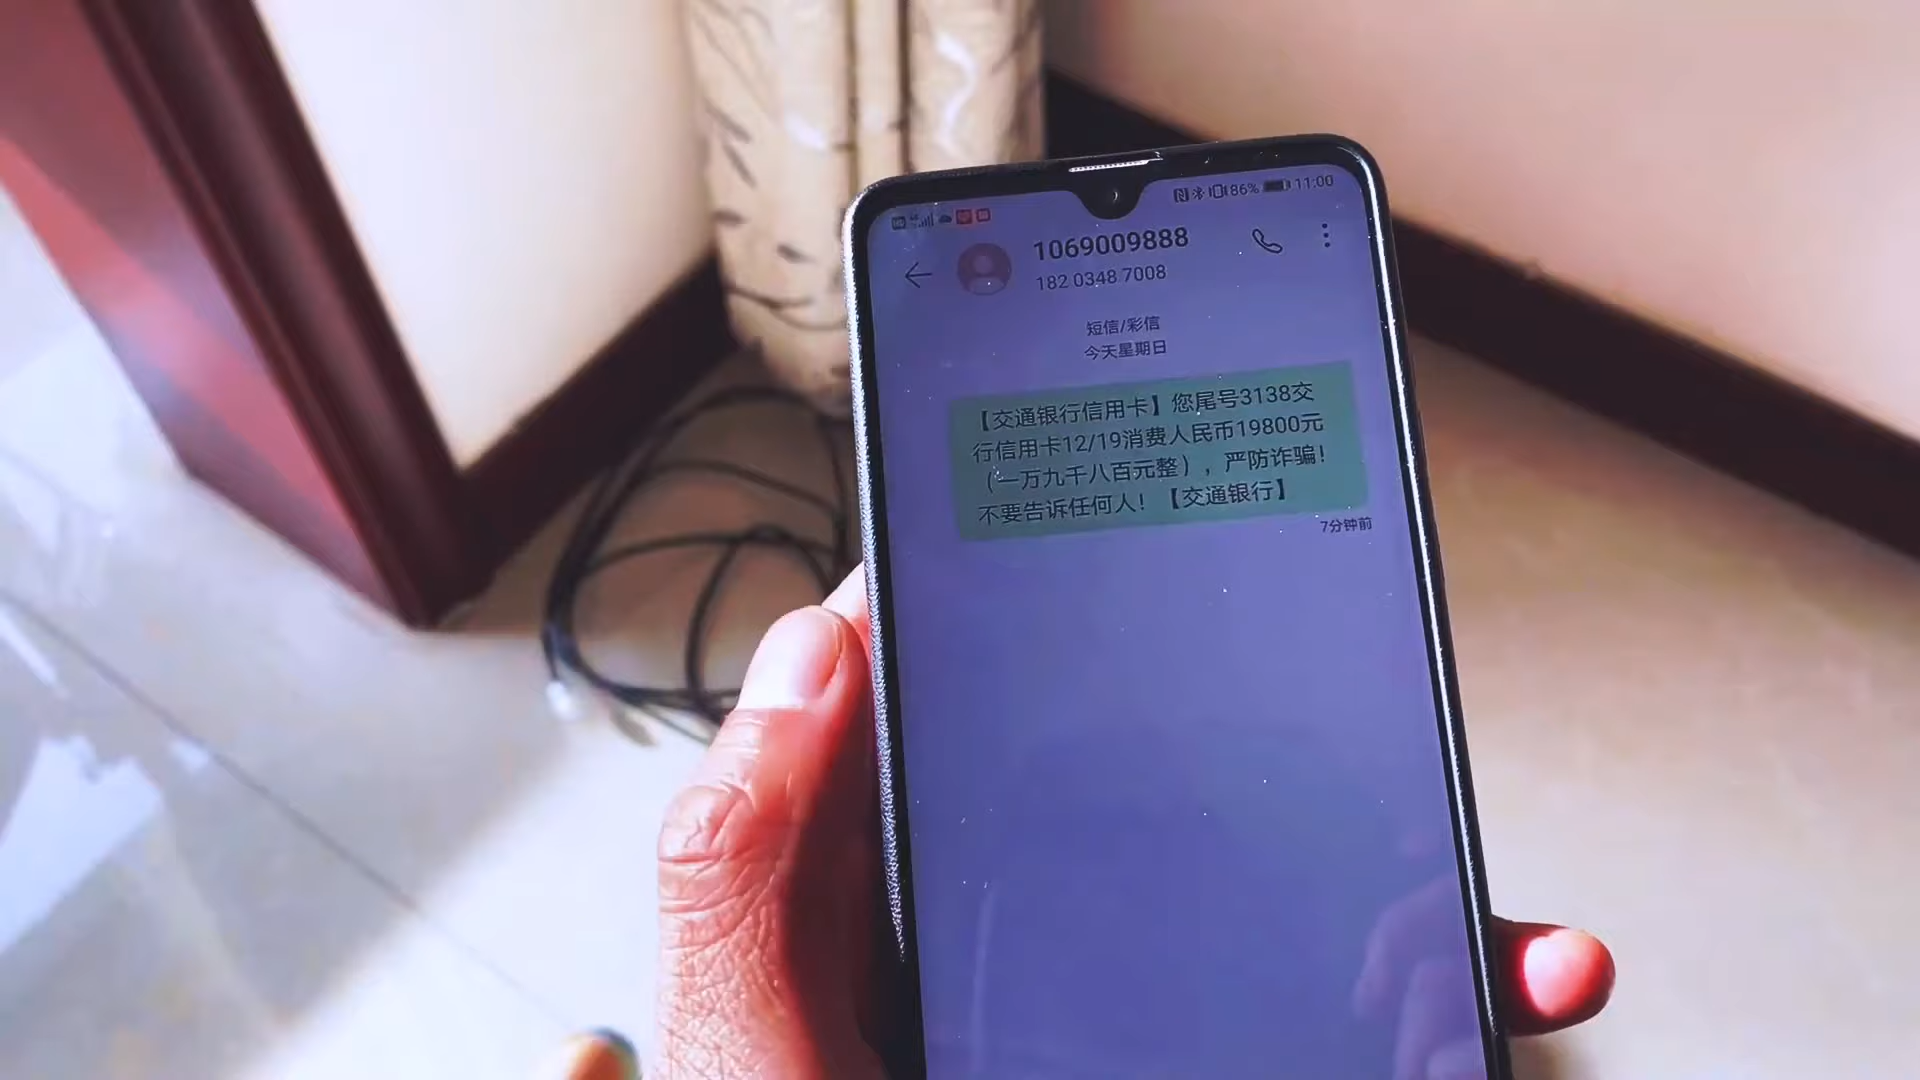 86% 11:00
1069009888
182 0348 7008
短信/彩信
今天星期日
【交通银行信用卡】您尾号3138交
行信用卡12/19消费人民币19800元
（一万九千八百元整），严防诈骗！
不要告诉任何人！【交通银行】
7分钟前